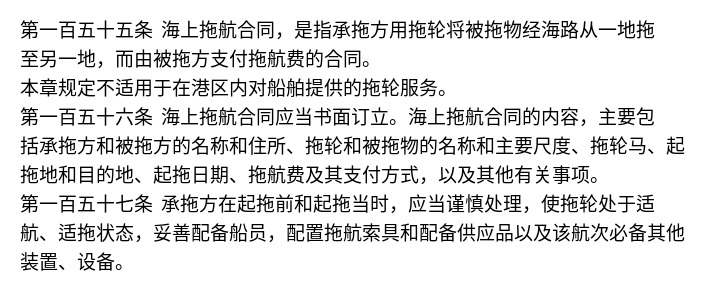 第一百五十五条 海上拖航合同，是指承拖方用拖轮将被拖物经海路从一地拖
至另一地，而由被拖方支付拖航费的合同。
本章规定不适用于在港区内对船舶提供的拖轮服务。
第一百五十六条 海上拖航合同应当书面订立。海上拖航合同的内容，主要包
括承拖方和被拖方的名称和住所、拖轮和被拖物的名称和主要尺度、拖轮马、起
拖地和目的地、起拖日期、拖航费及其支付方式，以及其他有关事项。
第一百五十七条 承拖方在起拖前和起拖当时，应当谨慎处理，使拖轮处于适
航、适拖状态，妥善配备船员，配置拖航索具和配备供应品以及该航次必备其他
装置、设备。